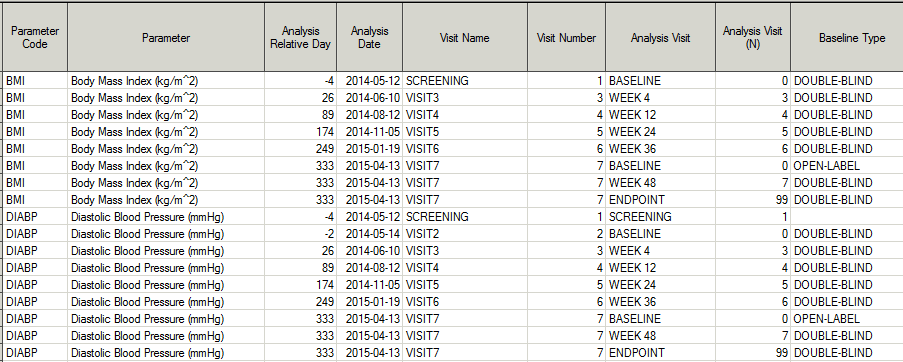 Parameter Code Parameter Analysis Relative Day Analysis Date Visit Name Visit Number Analysis Visit Analysis Visit (N) Baseline Type
BMI Body Mass Index (kg/m^2) -4 2014-05-12 SCREENING 1 BASELINE 0 DOUBLE-BLIND
BMI Body Mass Index (kg/m^2) 26 2014-06-10 VISIT3 3 WEEK 4 3 DOUBLE-BLIND
BMI Body Mass Index (kg/m^2) 89 2014-08-12 VISIT4 4 WEEK 12 4 DOUBLE-BLIND
BMI Body Mass Index (kg/m^2) 174 2014-11-05 VISIT5 5 WEEK 24 5 DOUBLE-BLIND
BMI Body Mass Index (kg/m^2) 249 2015-01-19 VISIT6 6 WEEK 36 6 DOUBLE-BLIND
BMI Body Mass Index (kg/m^2) 333 2015-04-13 VISIT7 7 BASELINE 0 OPEN-LABEL
BMI Body Mass Index (kg/m^2) 333 2015-04-13 VISIT7 7 WEEK 48 7 DOUBLE-BLIND
BMI Body Mass Index (kg/m^2) 333 2015-04-13 VISIT7 7 ENDPOINT 99 DOUBLE-BLIND
DIABP Diastolic Blood Pressure (mmHg) -4 2014-05-12 SCREENING 1 SCREENING 1
DIABP Diastolic Blood Pressure (mmHg) -2 2014-05-14 VISIT2 2 BASELINE 0 DOUBLE-BLIND
DIABP Diastolic Blood Pressure (mmHg) 26 2014-06-10 VISIT3 3 WEEK 4 3 DOUBLE-BLIND
DIABP Diastolic Blood Pressure (mmHg) 89 2014-08-12 VISIT4 4 WEEK 12 4 DOUBLE-BLIND
DIABP Diastolic Blood Pressure (mmHg) 174 2014-11-05 VISIT5 5 WEEK 24 5 DOUBLE-BLIND
DIABP Diastolic Blood Pressure (mmHg) 249 2015-01-19 VISIT6 6 WEEK 36 6 DOUBLE-BLIND
DIABP Diastolic Blood Pressure (mmHg) 333 2015-04-13 VISIT7 7 BASELINE 0 OPEN-LABEL
DIABP Diastolic Blood Pressure (mmHg) 333 2015-04-13 VISIT7 7 WEEK 48 7 DOUBLE-BLIND
DIABP Diastolic Blood Pressure (mmHg) 333 2015-04-13 VISIT7 7 ENDPOINT 99 DOUBLE-BLIND